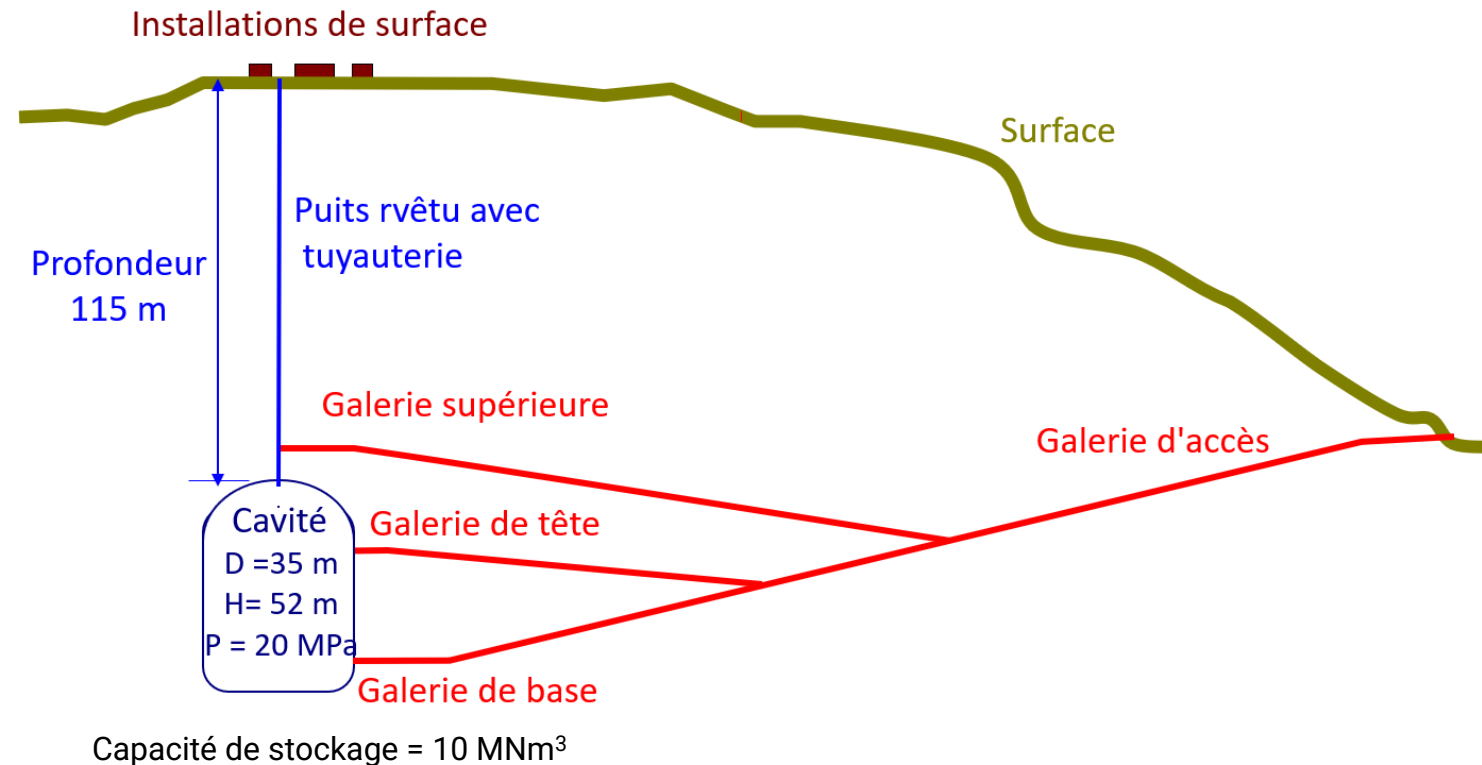 Installations de surface
Surface
Puits rvêtu avec
tuyauterie
Profondeur
115 m
Galerie supérieure
Galerie d'accès
Cavité
D =35 m
H= 52 m
P = 20 MPa
Galerie de tête
Galerie de base
Capacité de stockage = 10 MNm³